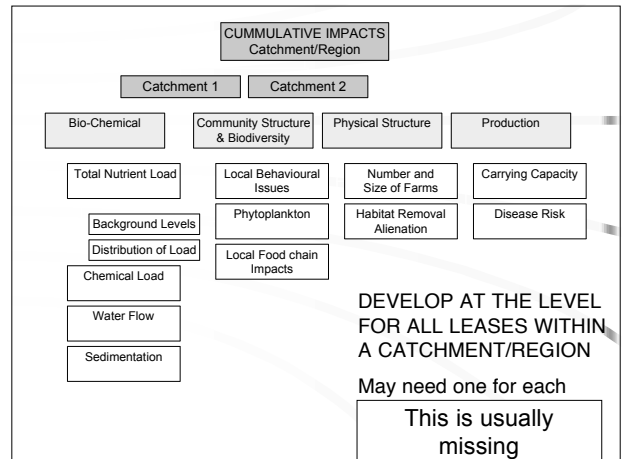 CUMMULATIVE IMPACTS
Catchment/Region
Catchment 1
Catchment 2
Bio-Chemical
Community Structure
& Biodiversity
Physical Structure
Production
Total Nutrient Load
Background Levels
Distribution of Load
Chemical Load
Water Flow
Sedimentation
Local Behavioural
Issues
Phytoplankton
Local Food chain
Impacts
Number and
Size of Farms
Habitat Removal
Alienation
Carrying Capacity
Disease Risk
DEVELOP AT THE LEVEL
FOR ALL LEASES WITHIN
A CATCHMENT/REGION
May need one for each
This is usually
missing